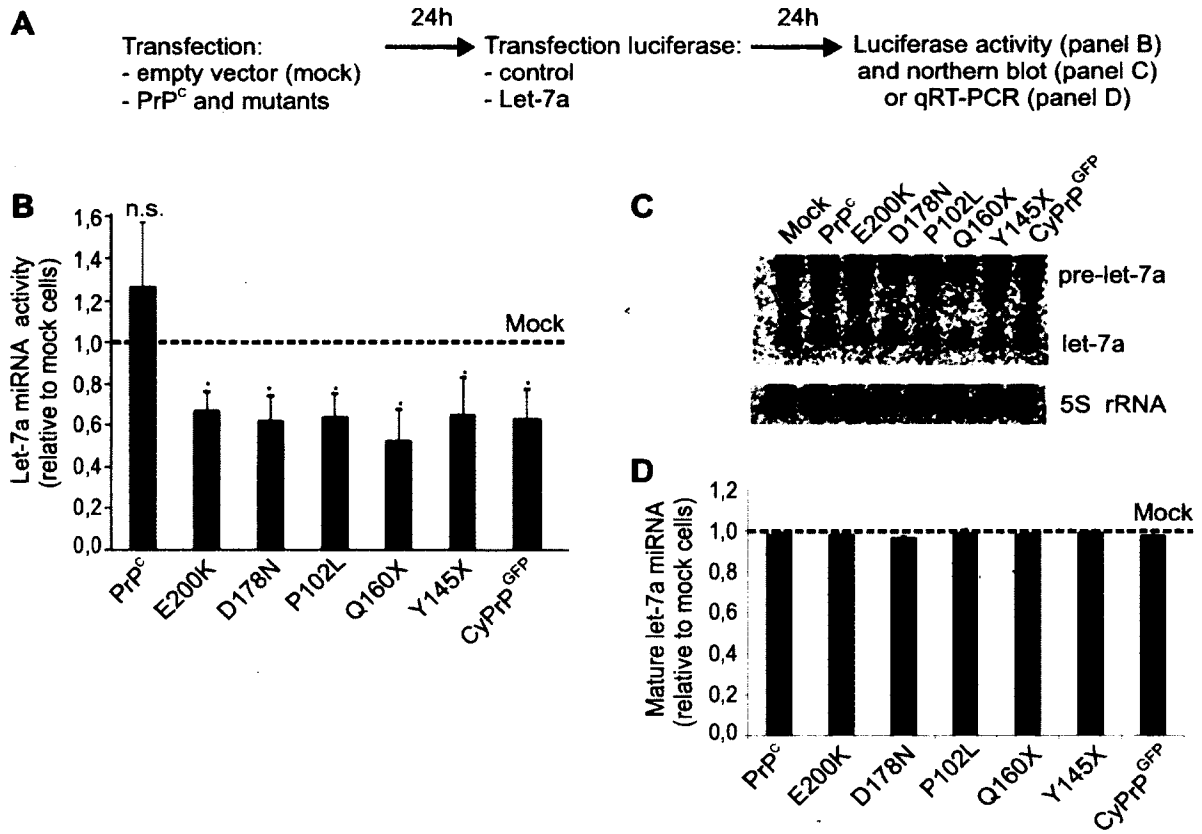 A
24h
24h
Transfection:
- empty vector (mock)
- PrPᶜ and mutants
Transfection luciferase:
- control
- Let-7a
Luciferase activity (panel B)
and northern blot (panel C)
or qRT-PCR (panel D)
B
Let-7a miRNA activity
(relative to mock cells)
1,6
1,4
1,2
1,0
0,8
0,6
0,4
0,2
0,0
n.s.
Mock
PrPᶜ
E200K
D178N
P102L
Q160X
Y145X
CyPrPᴳᶠᴾ
C
Mock
PrPᶜ
E200K
D178N
P102L
Q160X
Y145X
CyPrPᴳᶠᴾ
pre-let-7a
let-7a
5S rRNA
D
Mature let-7a miRNA
(relative to mock cells)
1,2
1,0
0,8
0,6
0,4
0,2
0,0
Mock
PrPᶜ
E200K
D178N
P102L
Q160X
Y145X
CyPrPᴳᶠᴾ